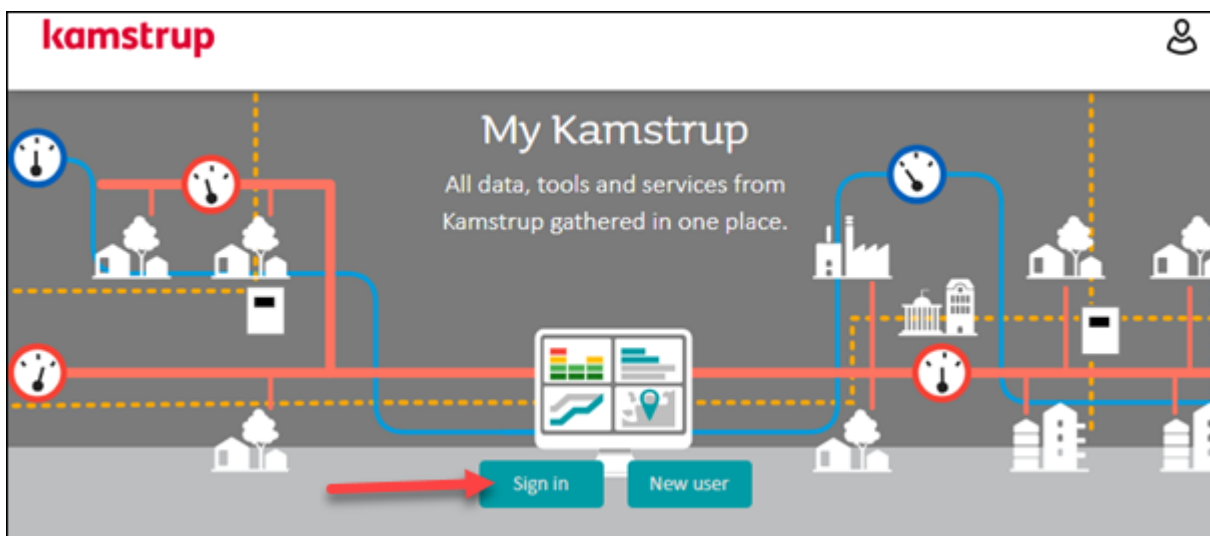 kamstrup
My Kamstrup
All data, tools and services from
Kamstrup gathered in one place.
Sign in
New user